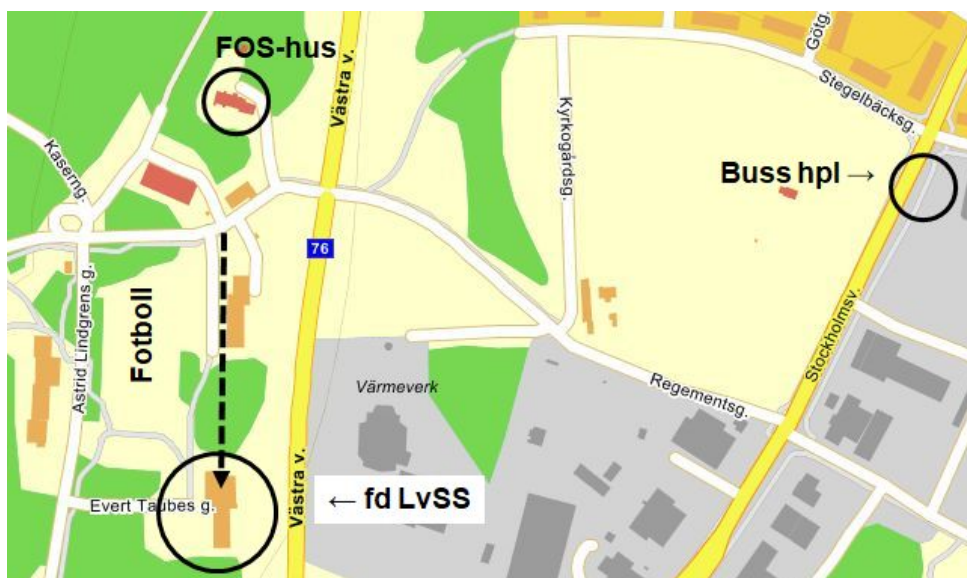 FOS-hus
Västra v.
Götg.
Stegelbäcksg.
Kaserng.
Kyrkogårdsg.
Buss hpl →
76
Astrid Lindgrens g.
Fotboll
Stockholmsv.
Värmeverk
Regementsg.
Evert Taubes g.
Västra v.
← fd LvSS